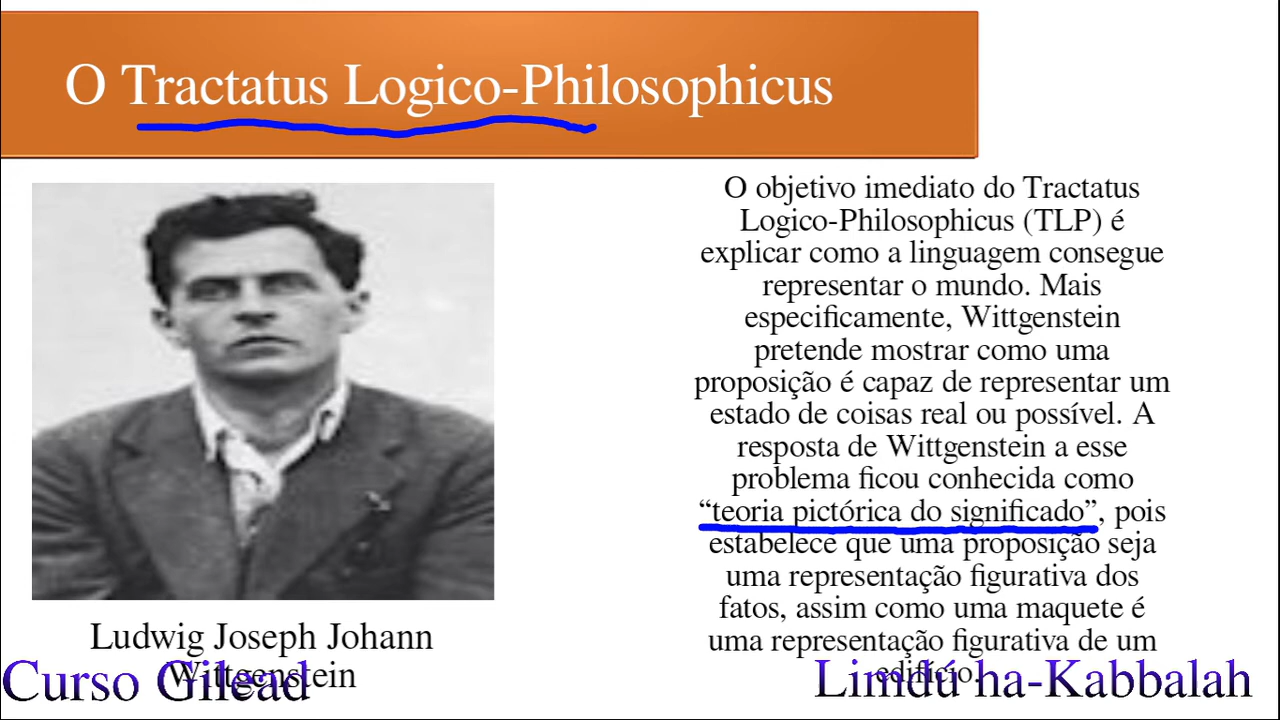 O Tractatus Logico-Philosophicus
O objetivo imediato do Tractatus
Logico-Philosophicus (TLP) é
explicar como a linguagem consegue
representar o mundo. Mais
especificamente, Wittgenstein
pretende mostrar como uma
proposição é capaz de representar um
estado de coisas real ou possível. A
resposta de Wittgenstein a esse
problema ficou conhecida como
“teoria pictórica do significado”, pois
estabelece que uma proposição seja
uma representação figurativa dos
fatos, assim como uma maquete é
uma representação figurativa de um
edifício.
Ludwig Joseph Johann
Wittgenstein
Curso Gilead
Limdú ha-Kabbalah